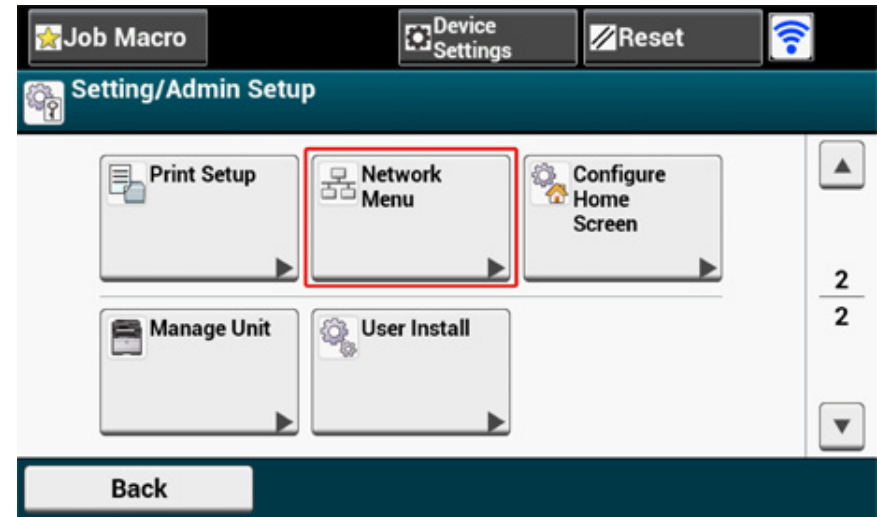 Job Macro
Device
Settings
Reset
Setting/Admin Setup
Print Setup
Network
Menu
Configure
Home
Screen
2
2
Manage Unit
User Install
Back